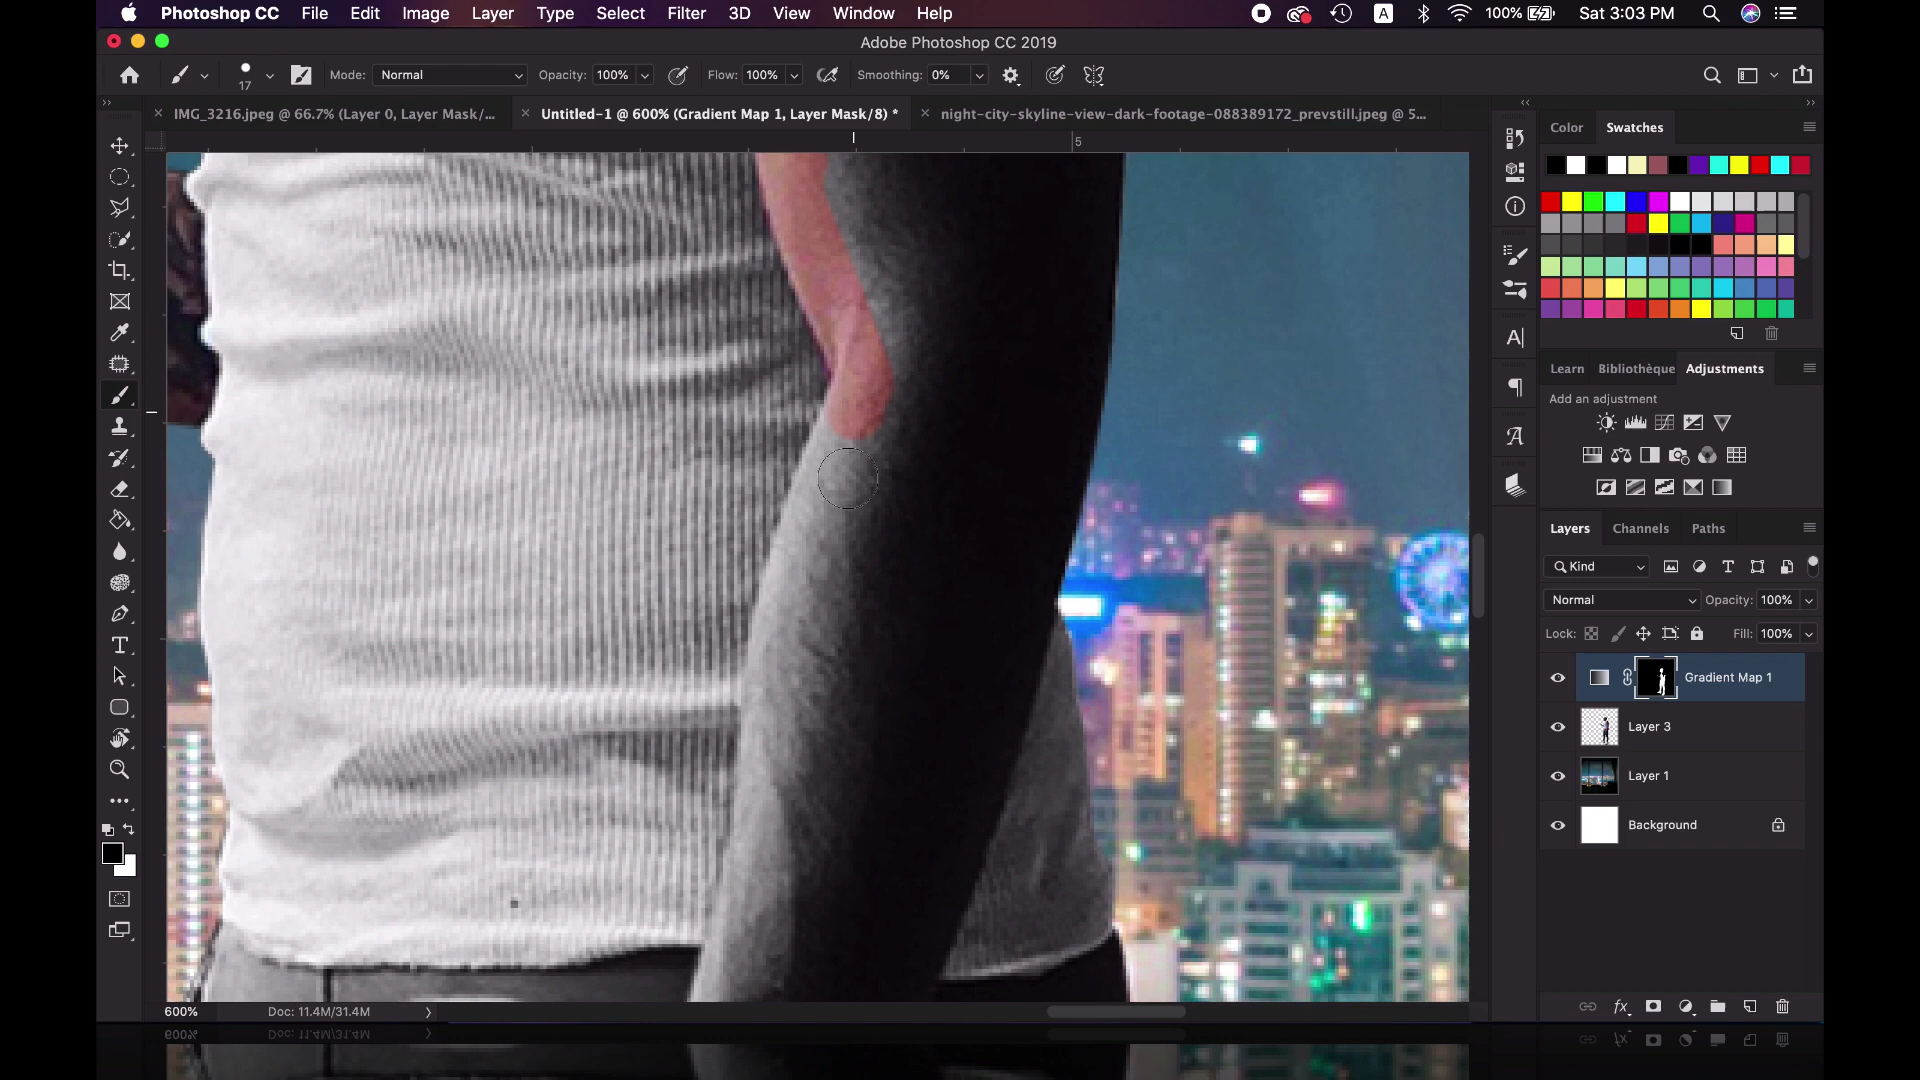 Photoshop CC File Edit Image Layer Type Select Filter 3D View Window Help A 100% Sat 3:03 PM
Adobe Photoshop CC 2019
17 Mode: Normal Opacity: 100% Flow: 100% Smoothing: 0%
IMG_3216.jpeg @ 66.7% (Layer 0, Layer Mask/... Untitled-1 @ 600% (Gradient Map 1, Layer Mask/8) * night-city-skyline-view-dark-footage-088389172_prevstill.jpeg @ 5...
5
Color Swatches
Learn Bibliothèque Adjustments
Add an adjustment
Layers Channels Paths
Kind
Normal Opacity: 100%
Lock: Fill: 100%
Gradient Map 1
Layer 3
Layer 1
Background
600% Doc: 11.4M/31.4M